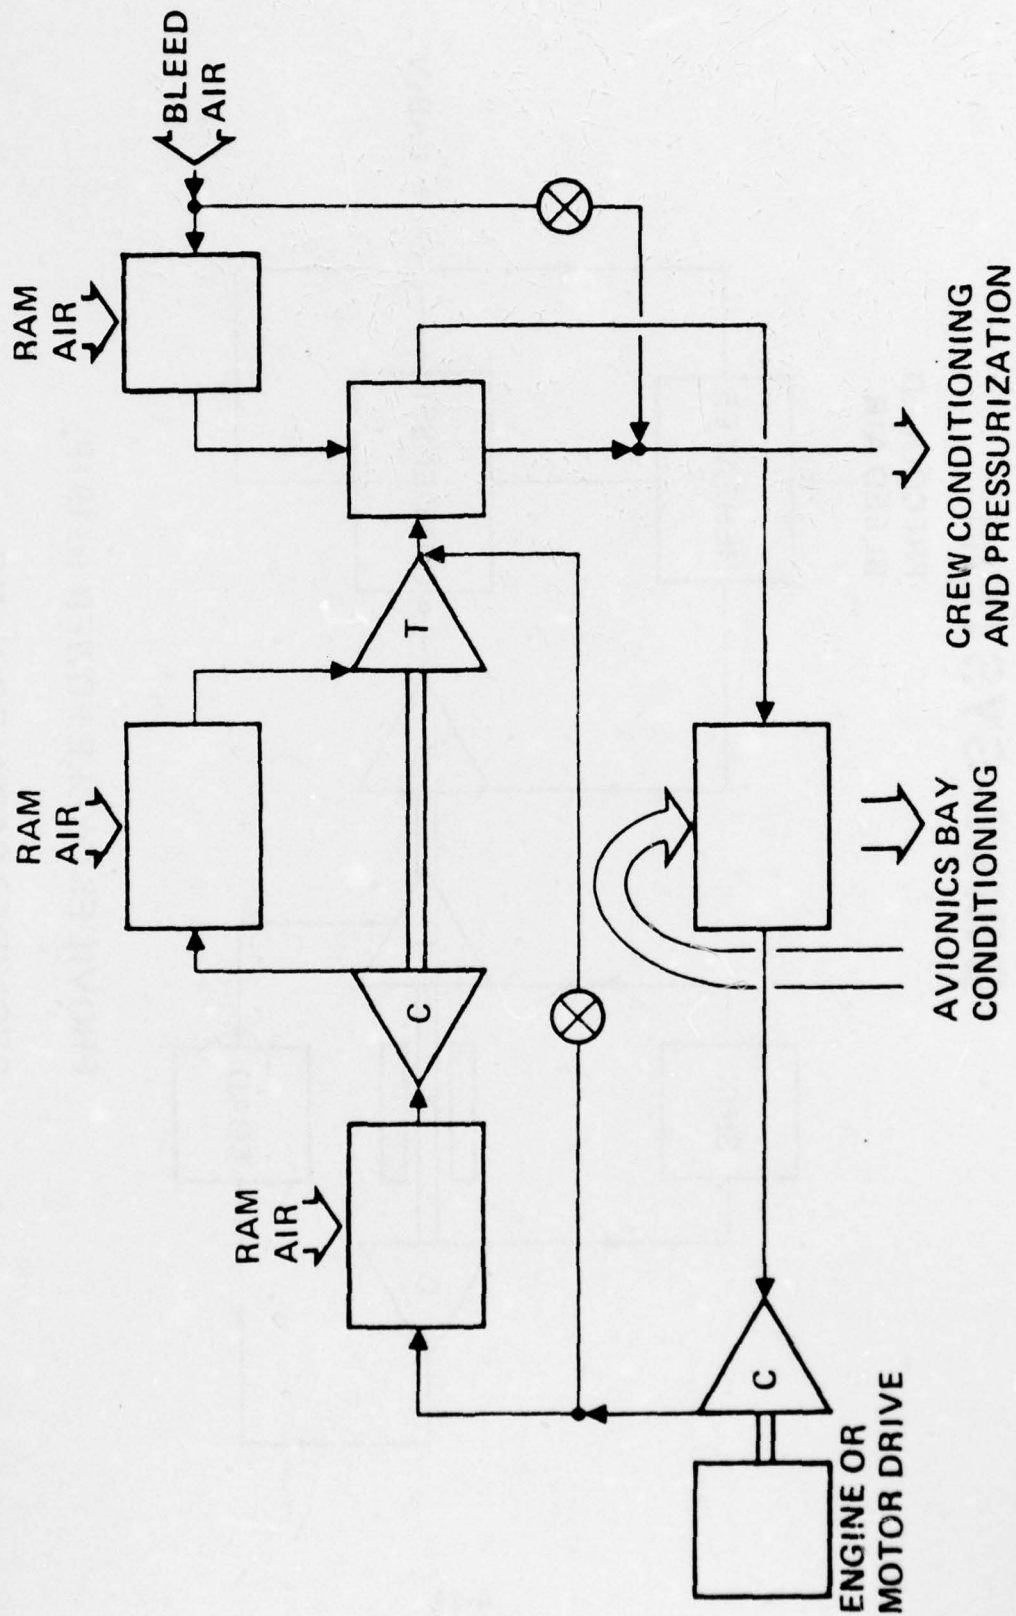 BLEED
AIR
RAM
AIR
RAM
AIR
RAM
AIR
T
C
C
ENGINE OR
MOTOR DRIVE
AVIONICS BAY
CONDITIONING
CREW CONDITIONING
AND PRESSURIZATION